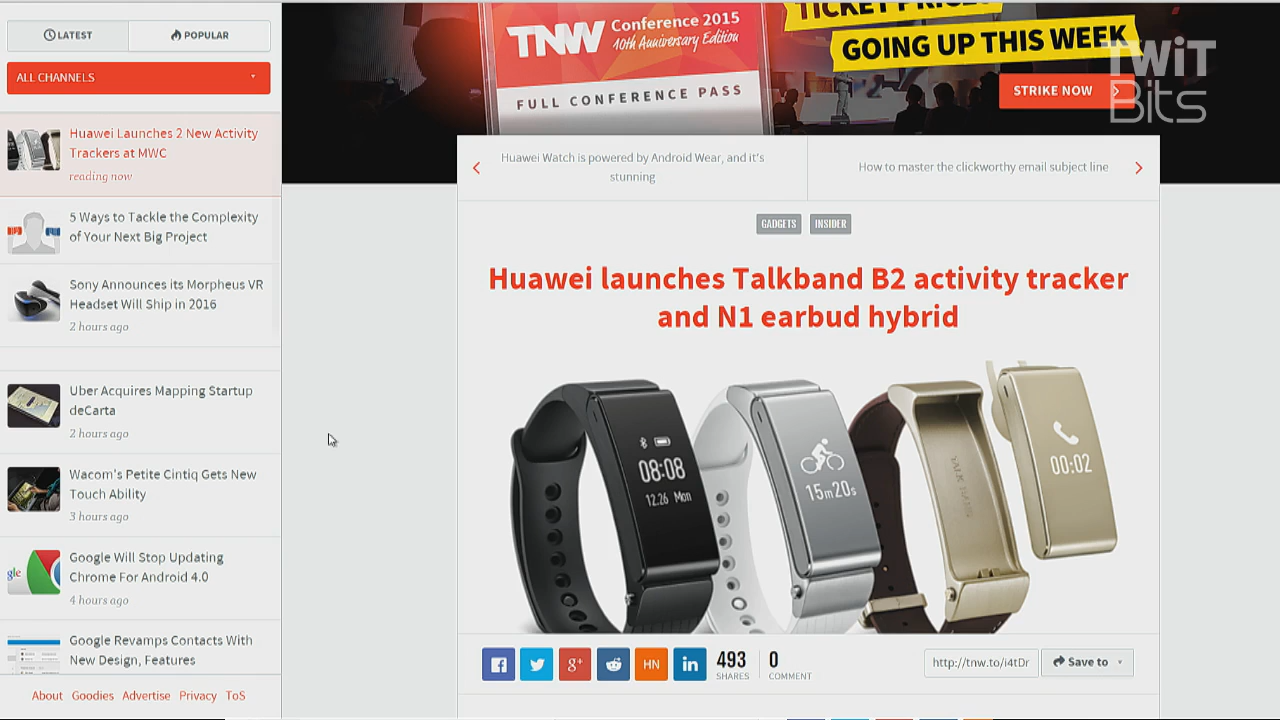 LATEST
POPULAR
ALL CHANNELS
Huawei Launches 2 New Activity
Trackers at MWC
reading now
5 Ways to Tackle the Complexity
of Your Next Big Project
Sony Announces its Morpheus VR
Headset Will Ship in 2016
2 hours ago
Uber Acquires Mapping Startup
deCarta
2 hours ago
Wacom's Petite Cintiq Gets New
Touch Ability
3 hours ago
gle
Google Will Stop Updating
Chrome For Android 4.0
4 hours ago
Google Revamps Contacts With
New Design, Features
About Goodies Advertise Privacy ToS
TNW Conference 2015
10th Anniversary Edition
FULL CONFERENCE PASS
GOING UP THIS WEEK
STRIKE NOW
TWiT
Bits
Huawei Watch is powered by Android Wear, and it's
stunning
How to master the clickworthy email subject line
GADGETS INSIDER
Huawei launches Talkband B2 activity tracker
and N1 earbud hybrid
08:08
12.26 Mon
15m20s
TALK BAND
00:02
HN
g+
in
493
SHARES
0
COMMENT
http://tnw.to/i4tDr
Save to